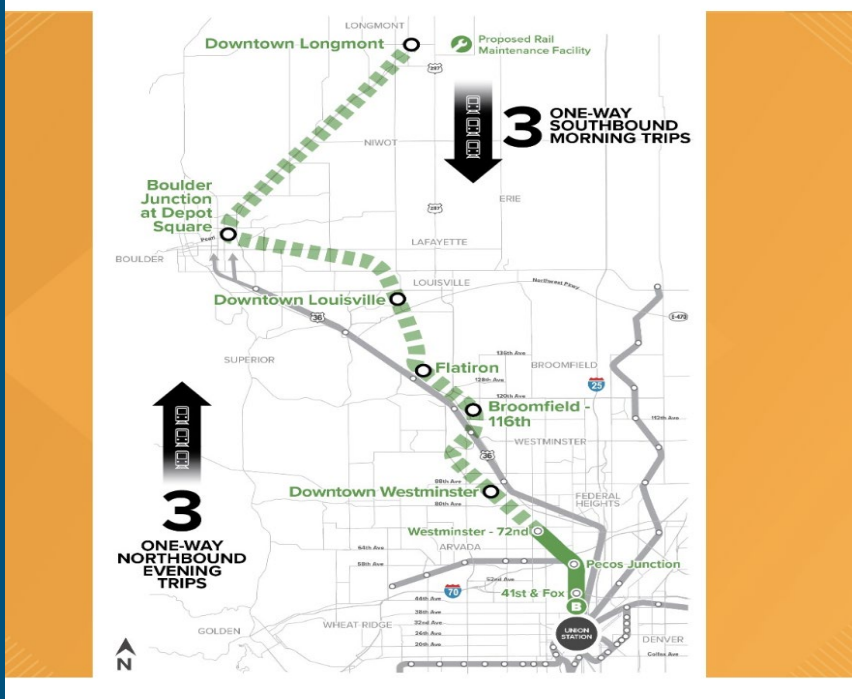 LONGMONT
Downtown Longmont
Proposed Rail
Maintenance Facility
287
3 ONE-WAY
SOUTHBOUND
MORNING TRIPS
NIWOT
Boulder
Junction
at Depot
Square
ERIE
287
Pearl
LAFAYETTE
BOULDER
LOUISVILLE
Northwest Pkwy
Downtown Louisville
36
E-470
SUPERIOR
136th Ave
BROOMFIELD
Flatiron
128th Ave
25
120th Ave
Broomfield -
116th
112th Ave
WESTMINSTER
36
88th Ave
Downtown Westminster
80th Ave
FEDERAL
HEIGHTS
3
ONE-WAY
NORTHBOUND
EVENING
TRIPS
Westminster - 72nd
ARVADA
64th Ave
58th Ave
Pecos Junction
52nd Ave
70
41st & Fox
44th Ave
B
38th Ave
WHEAT RIDGE
32nd Ave
26th Ave
20th Ave
GOLDEN
UNION
STATION
DENVER
Colfax Ave
N